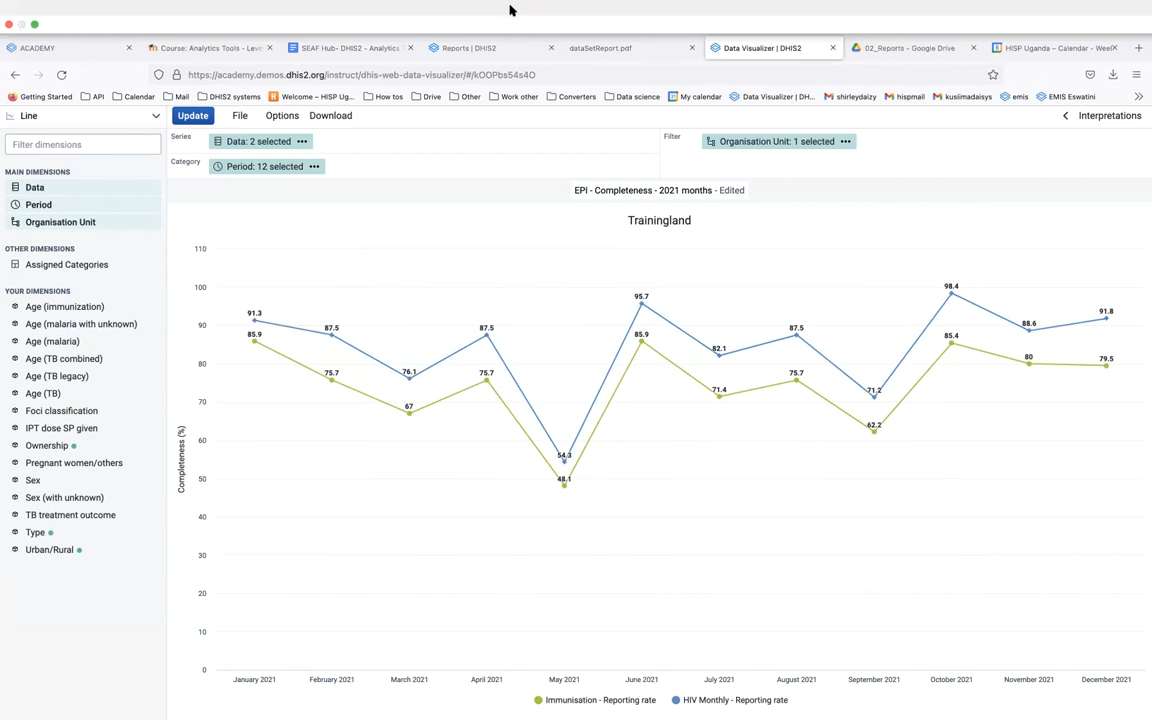 ACADEMY
Course: Analytics Tools - Leve
SEAF Hub- DHIS2 - Analytics
Reports | DHIS2
dataSetReport.pdf
Data Visualizer | DHIS2
02_Reports - Google Drive
HISP Uganda – Calendar - Week
https://academy.demos.dhis2.org/instruct/dhis-web-data-visualizer/#/kOOPbs54s4O
Getting Started
API
Calendar
Mail
DHIS2 systems
Welcome – HISP Ug...
How tos
Drive
Other
Work other
Converters
Data science
My calendar
Data Visualizer | DH...
shirleydaizy
hispmail
kusiimadaisys
emis
EMIS Eswatini
Line
Update
File
Options
Download
Interpretations
Filter dimensions
MAIN DIMENSIONS
Data
Period
Organisation Unit
OTHER DIMENSIONS
Assigned Categories
YOUR DIMENSIONS
Age (immunization)
Age (malaria with unknown)
Age (malaria)
Age (TB combined)
Age (TB legacy)
Age (TB)
Foci classification
IPT dose SP given
Ownership
Pregnant women/others
Sex
Sex (with unknown)
TB treatment outcome
Type
Urban/Rural
Series
Data: 2 selected
Category
Period: 12 selected
Filter
Organisation Unit: 1 selected
EPI - Completeness - 2021 months - Edited
Trainingland
Completeness (%)
110
100
90
80
70
60
50
40
30
20
10
0
91.3
87.5
76.1
87.5
54.3
95.7
82.1
87.5
71.2
98.4
88.6
91.8
85.9
75.7
67
75.7
48.1
85.9
71.4
75.7
62.2
85.4
80
79.5
January 2021
February 2021
March 2021
April 2021
May 2021
June 2021
July 2021
August 2021
September 2021
October 2021
November 2021
December 2021
Immunisation - Reporting rate
HIV Monthly - Reporting rate